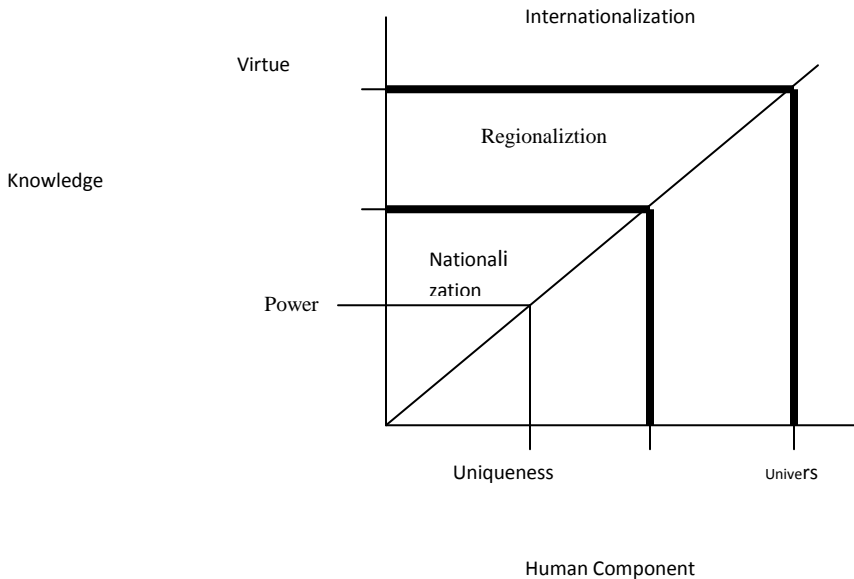 Internationalization
Virtue
Regionaliztion
Knowledge
Nationali
zation
Power
Uniqueness
Univers
Human Component